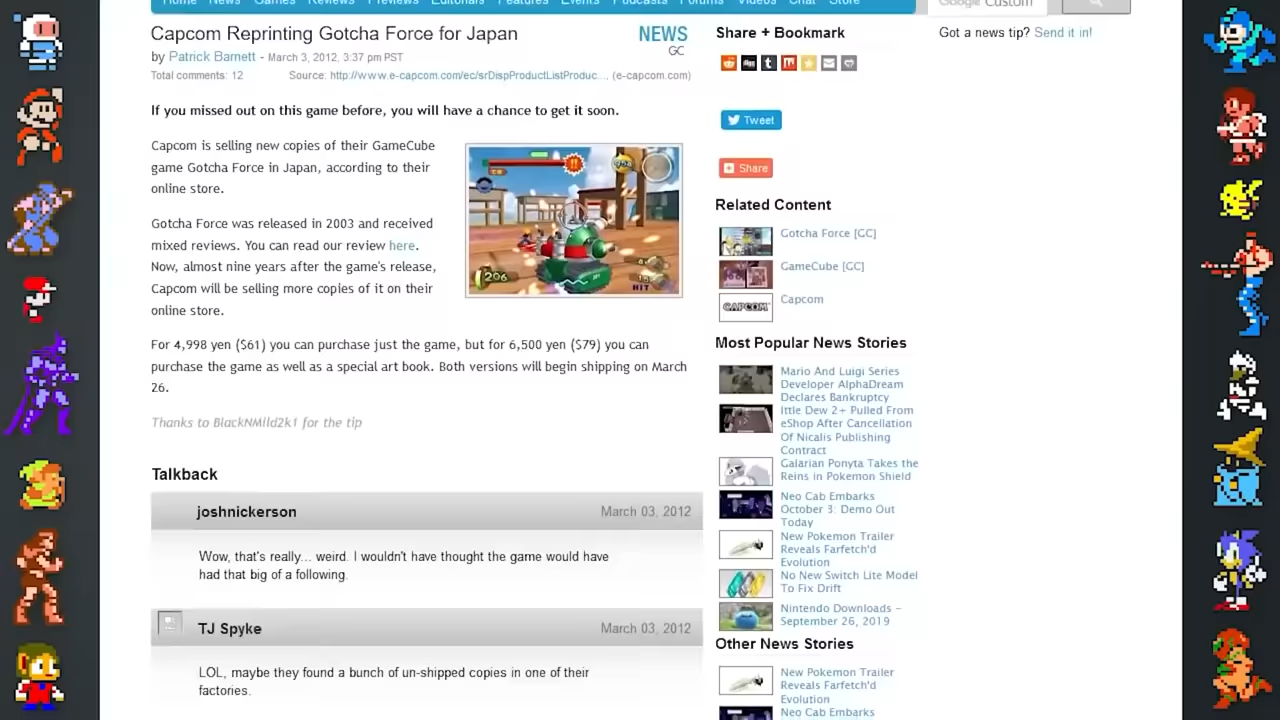 Home News Games Reviews Previews Editorials Features Events Podcasts Forums Videos Chat Store
Google Custom
Capcom Reprinting Gotcha Force for Japan
NEWS
GC
by Patrick Barnett - March 3, 2012, 3:37 pm PST
Total comments: 12 Source: http://www.e-capcom.com/ec/srDispProductListProduc..., (e-capcom.com)
If you missed out on this game before, you will have a chance to get it soon.
Capcom is selling new copies of their GameCube
game Gotcha Force in Japan, according to their
online store.
Gotcha Force was released in 2003 and received
mixed reviews. You can read our review here.
Now, almost nine years after the game's release,
Capcom will be selling more copies of it on their
online store.
206
HIT
For 4,998 yen ($61) you can purchase just the game, but for 6,500 yen ($79) you can
purchase the game as well as a special art book. Both versions will begin shipping on March
26.
Thanks to BlackNMild2k1 for the tip
Talkback
joshnickerson March 03, 2012
Wow, that's really... weird. I wouldn't have thought the game would have
had that big of a following.
TJ Spyke March 03, 2012
LOL, maybe they found a bunch of un-shipped copies in one of their
factories.
Share + Bookmark
Tweet
Share
Related Content
Gotcha Force [GC]
GameCube [GC]
CAPCOM
Capcom
Most Popular News Stories
Mario And Luigi Series
Developer AlphaDream
Declares Bankruptcy
Ittle Dew 2+ Pulled From
eShop After Cancellation
Of Nicalis Publishing
Contract
Galarian Ponyta Takes the
Reins in Pokemon Shield
Neo Cab Embarks
October 3: Demo Out
Today
New Pokemon Trailer
Reveals Farfetch'd
Evolution
No New Switch Lite Model
To Fix Drift
Nintendo Downloads -
September 26, 2019
Other News Stories
New Pokemon Trailer
Reveals Farfetch'd
Evolution
Neo Cab Embarks
Got a news tip? Send it in!